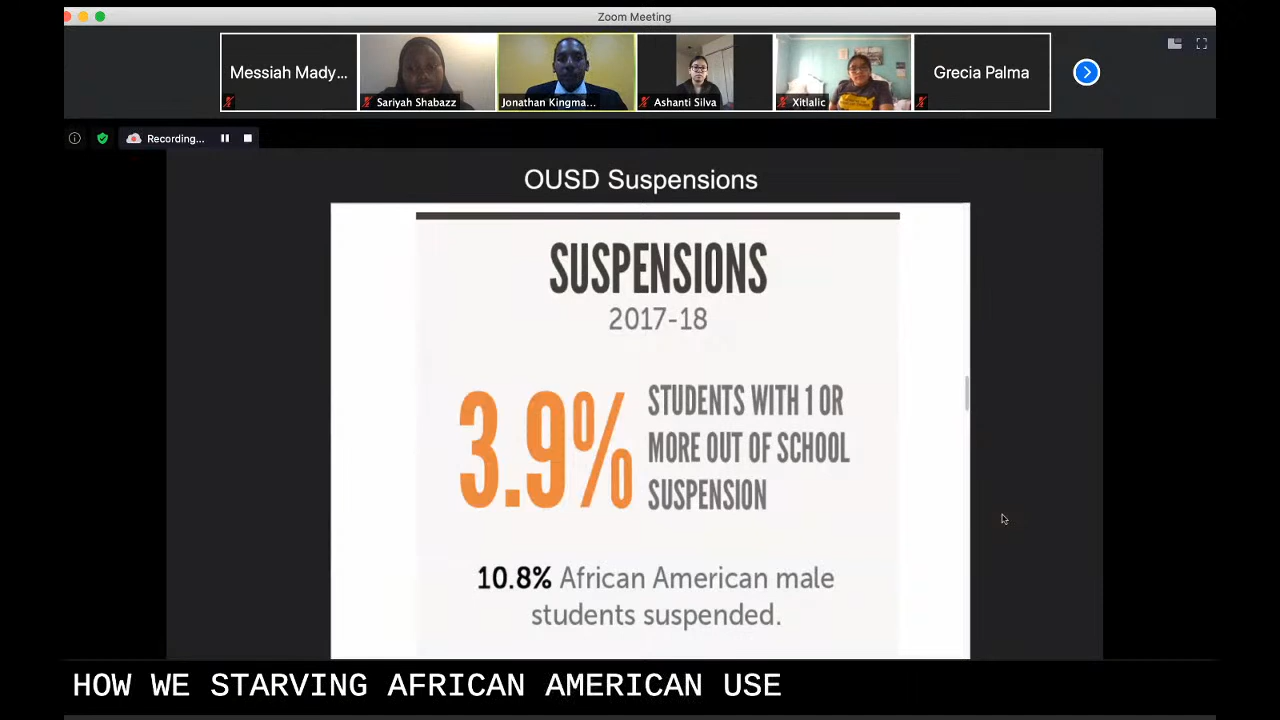 Zoom Meeting
Messiah Mady...
Sariyah Shabazz
Jonathan Kingma...
Ashanti Silva
Xitlalic
Grecia Palma
Recording...
OUSD Suspensions
SUSPENSIONS
2017-18
3.9% STUDENTS WITH 1 OR
MORE OUT OF SCHOOL
SUSPENSION
10.8% African American male
students suspended.
HOW WE STARVING AFRICAN AMERICAN USE